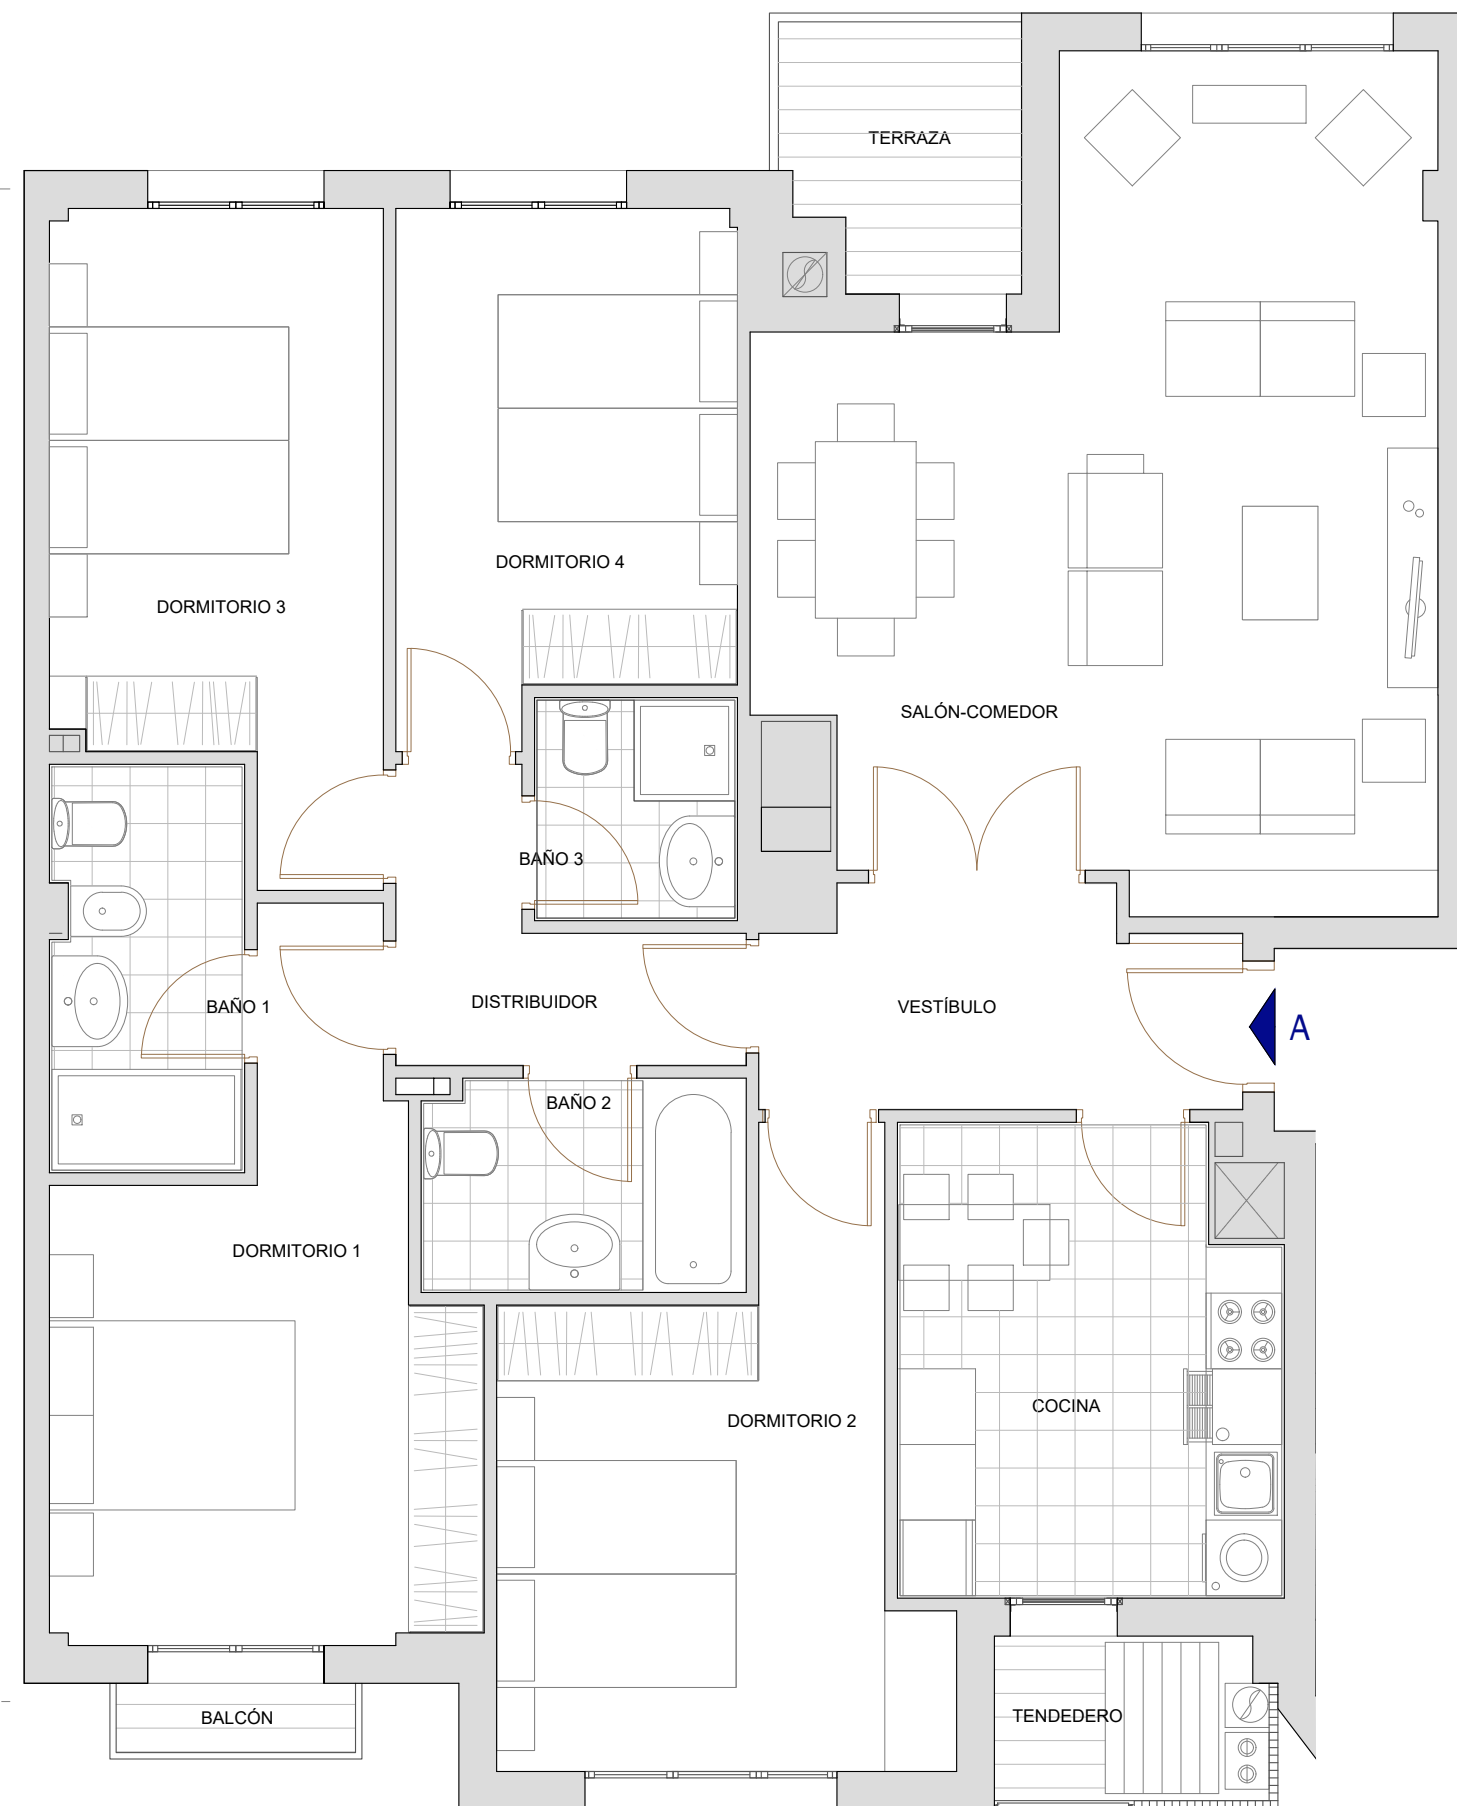 TERRAZA
DORMITORIO 4
DORMITORIO 3
SALÓN-COMEDOR
BAÑO 3
DISTRIBUIDOR
BAÑO 1
VESTÍBULO
A
BAÑO 2
DORMITORIO 1
COCINA
DORMITORIO 2
TENDEDERO
BALCÓN